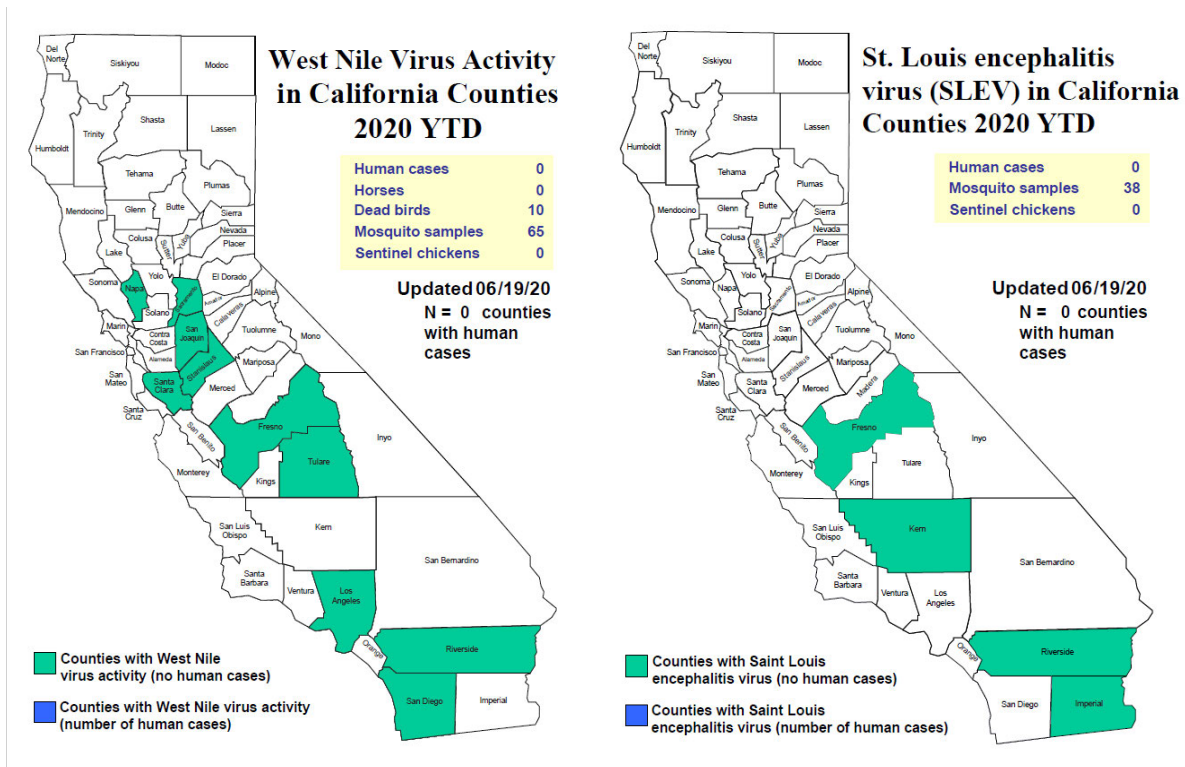 West Nile Virus Activity
in California Counties
2020 YTD
Human cases 0
Horses 0
Dead birds 10
Mosquito samples 65
Sentinel chickens 0
Updated 06/19/20
N = 0 counties
with human
cases
Del
Norte
Siskiyou
Modoc
Humboldt
Trinity
Shasta
Lassen
Tehama
Plumas
Mendocino
Glenn
Butte
Sierra
Nevada
Colusa
Sutter
Yuba
Placer
Lake
Sonoma
Napa
Yolo
Sacramento
El Dorado
Amador
Alpine
Solano
Calaveras
Marin
Contra
Costa
San
Joaquin
Tuolumne
Mono
San Francisco
Alameda
Stanislaus
Mariposa
San
Mateo
Santa
Clara
Merced
Santa
Cruz
San Benito
Fresno
Inyo
Monterey
Kings
Tulare
San Luis
Obispo
Kern
San Bernardino
Santa
Barbara
Ventura
Los
Angeles
Orange
Riverside
San Diego
Imperial
Counties with West Nile
virus activity (no human cases)
Counties with West Nile virus activity
(number of human cases)
St. Louis encephalitis
virus (SLEV) in California
Counties 2020 YTD
Human cases 0
Mosquito samples 38
Sentinel chickens 0
Updated 06/19/20
N = 0 counties
with human
cases
Del
Norte
Siskiyou
Modoc
Humboldt
Trinity
Shasta
Lassen
Tehama
Plumas
Mendocino
Glenn
Butte
Sierra
Nevada
Colusa
Sutter
Yuba
Placer
Lake
Sonoma
Napa
Yolo
Sacramento
El Dorado
Amador
Alpine
Solano
Calaveras
Marin
Contra
Costa
San
Joaquin
Tuolumne
Mono
San Francisco
Alameda
Stanislaus
Mariposa
San
Mateo
Santa
Clara
Merced
Madera
Santa
Cruz
San Benito
Fresno
Inyo
Monterey
Kings
Tulare
San Luis
Obispo
Kern
San Bernardino
Santa
Barbara
Ventura
Los
Angeles
Orange
Riverside
San Diego
Imperial
Counties with Saint Louis
encephalitis virus (no human cases)
Counties with Saint Louis
encephalitis virus (number of human cases)